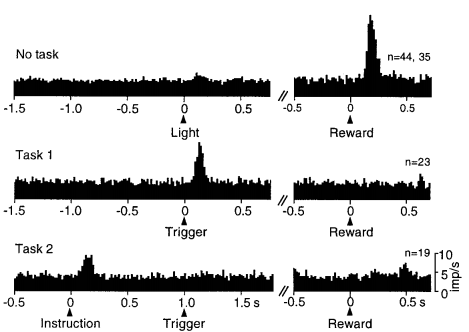 No task
n=44, 35
-1.5 -1.0 -0.5 0 0.5 // -0.5 0 0.5
Light Reward
Task 1
n=23
-1.5 -1.0 -0.5 0 0.5 // -0.5 0 0.5
Trigger Reward
Task 2
n=19
10
0
imp/s
-0.5 0 0.5 1.0 1.5 s // -0.5 0 0.5 s
Instruction Trigger Reward